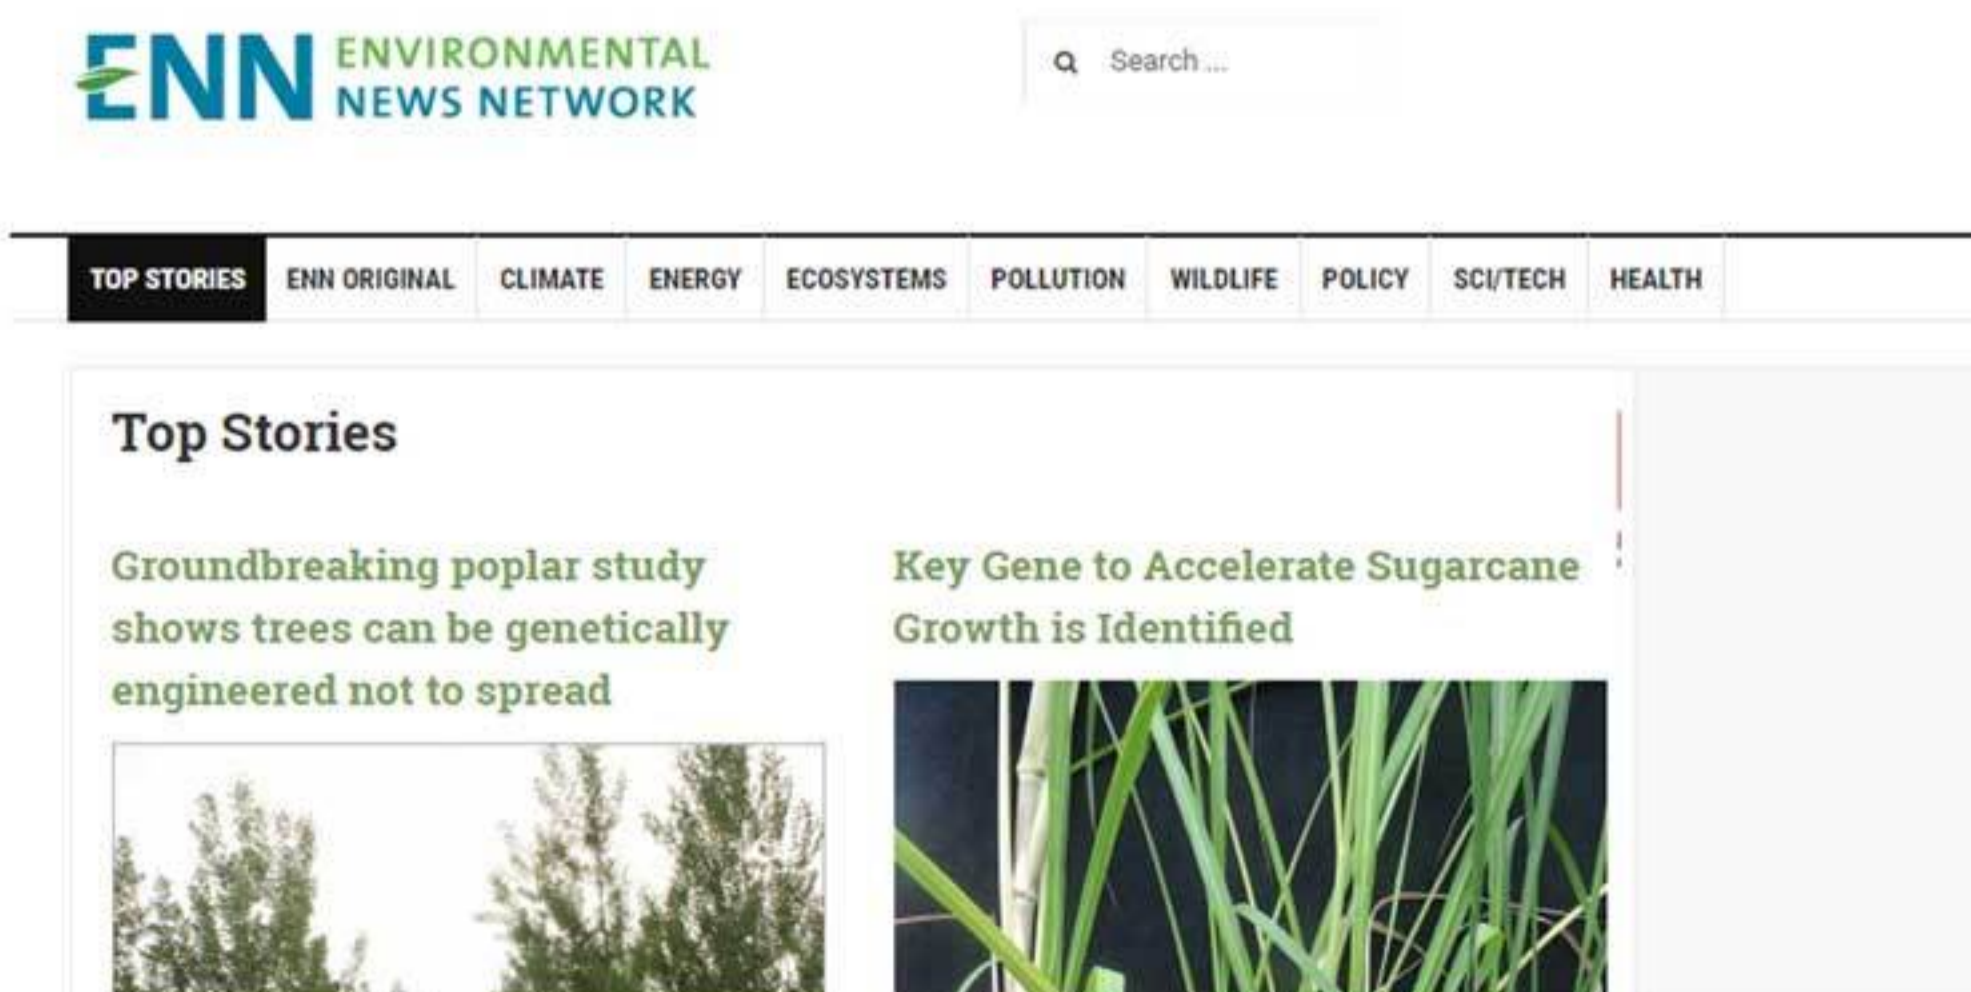 ENN ENVIRONMENTAL
NEWS NETWORK
Search ...
TOP STORIES ENN ORIGINAL CLIMATE ENERGY ECOSYSTEMS POLLUTION WILDLIFE POLICY SCI/TECH HEALTH
Top Stories
Groundbreaking poplar study
shows trees can be genetically
engineered not to spread
Key Gene to Accelerate Sugarcane
Growth is Identified